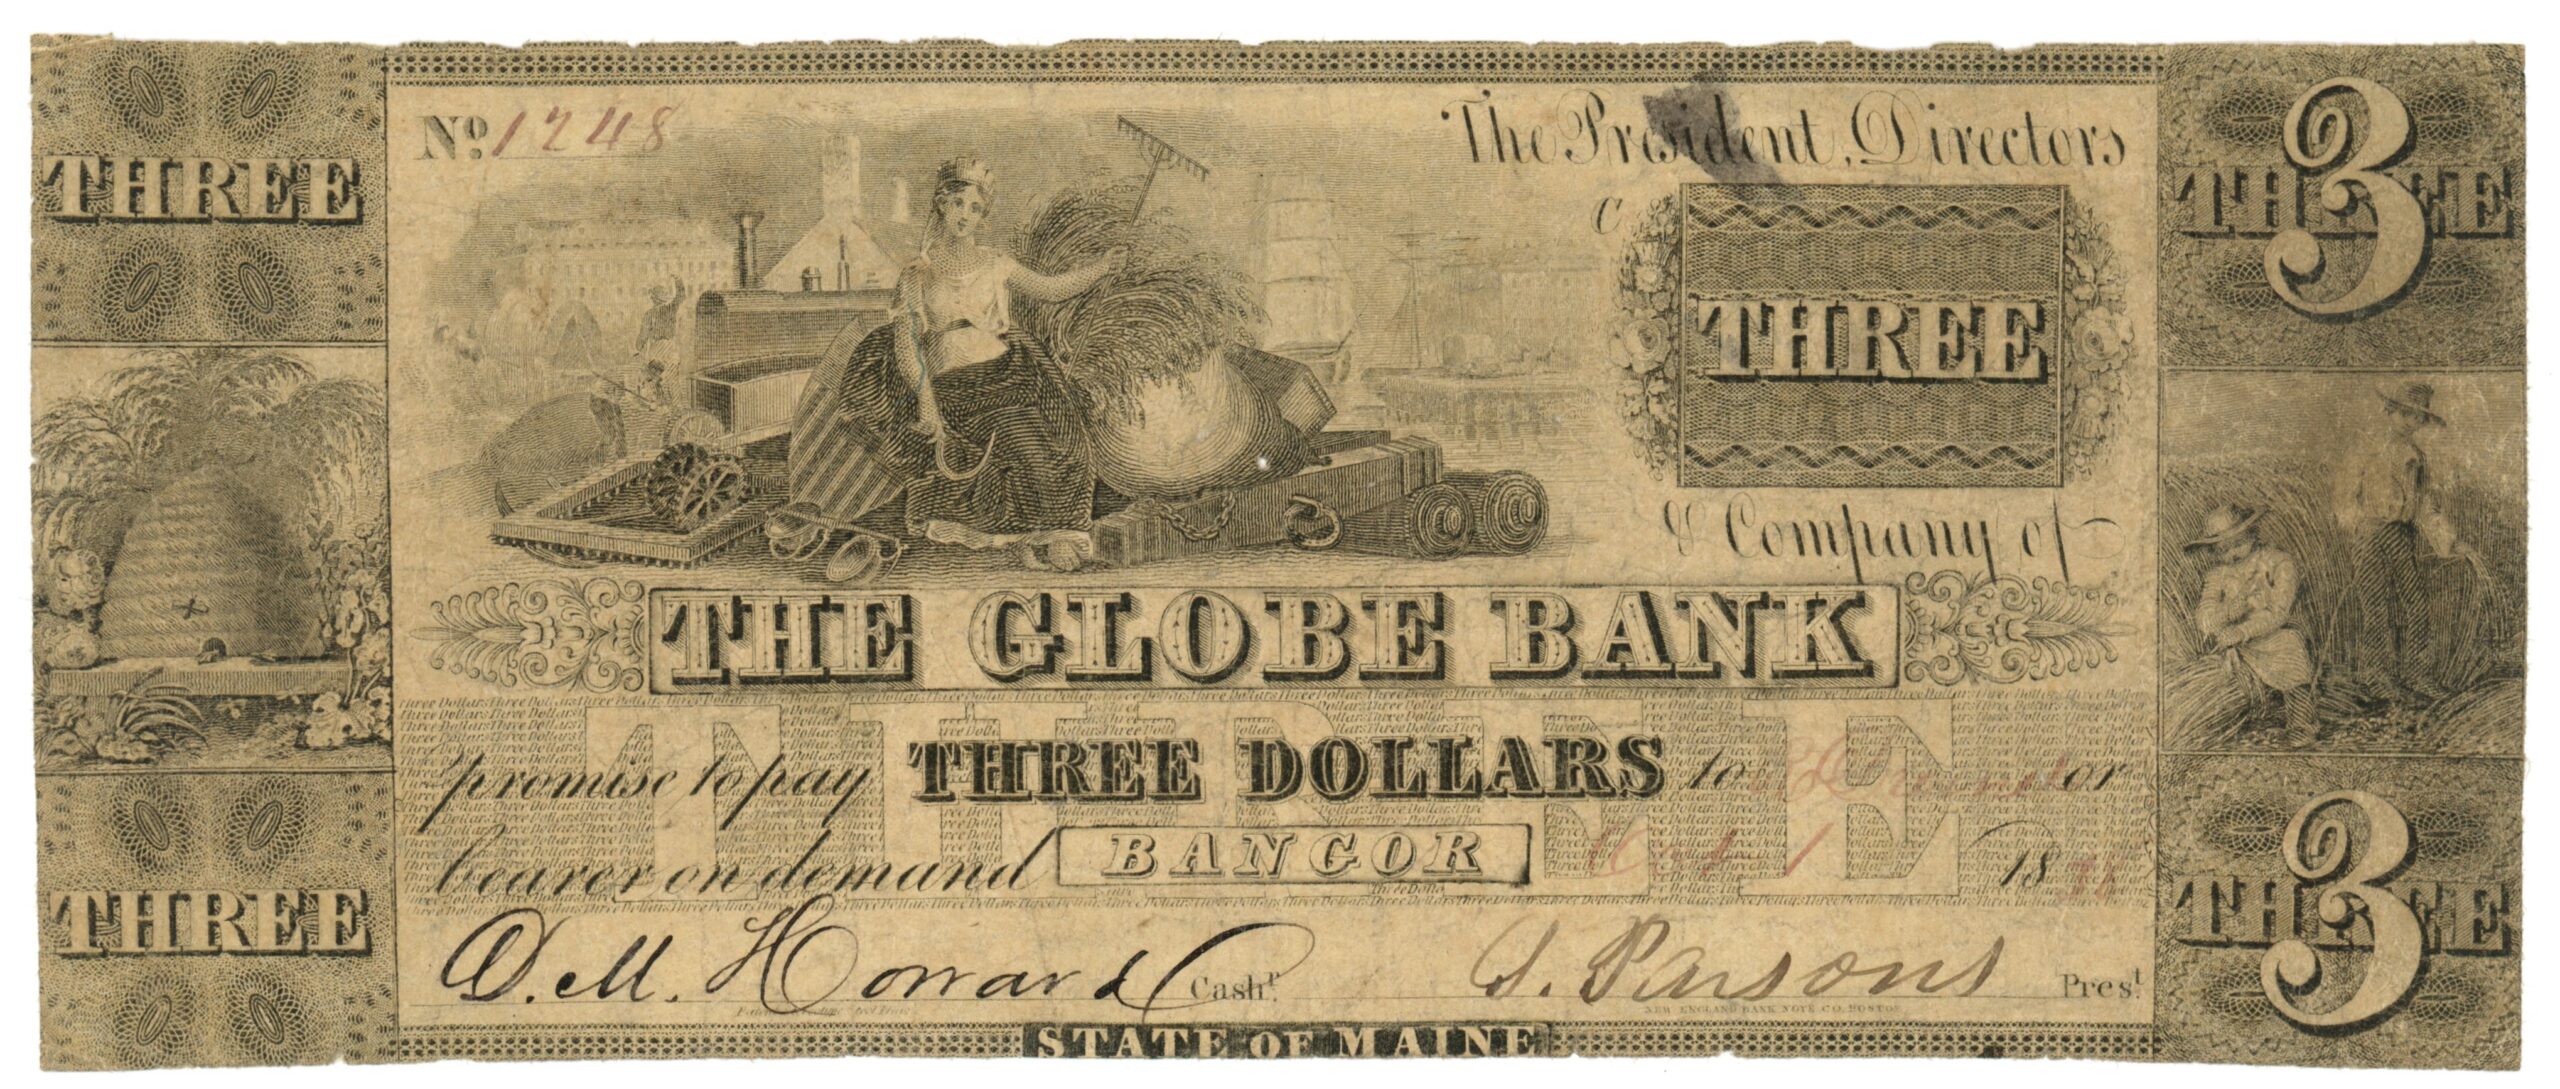 THREE
THREE
Nº. 1248
The President, Directors
C
THREE
& Company of
THE GLOBE BANK
THREE
promise to pay THREE DOLLARS to or
bearer on demand BANGOR Oct 1 18
D. M. Howard Cashr.
S. Parsons Prest.
NEW ENGLAND BANK NOTE CO. BOSTON
STATE OF MAINE
THREE
3
THREE
3